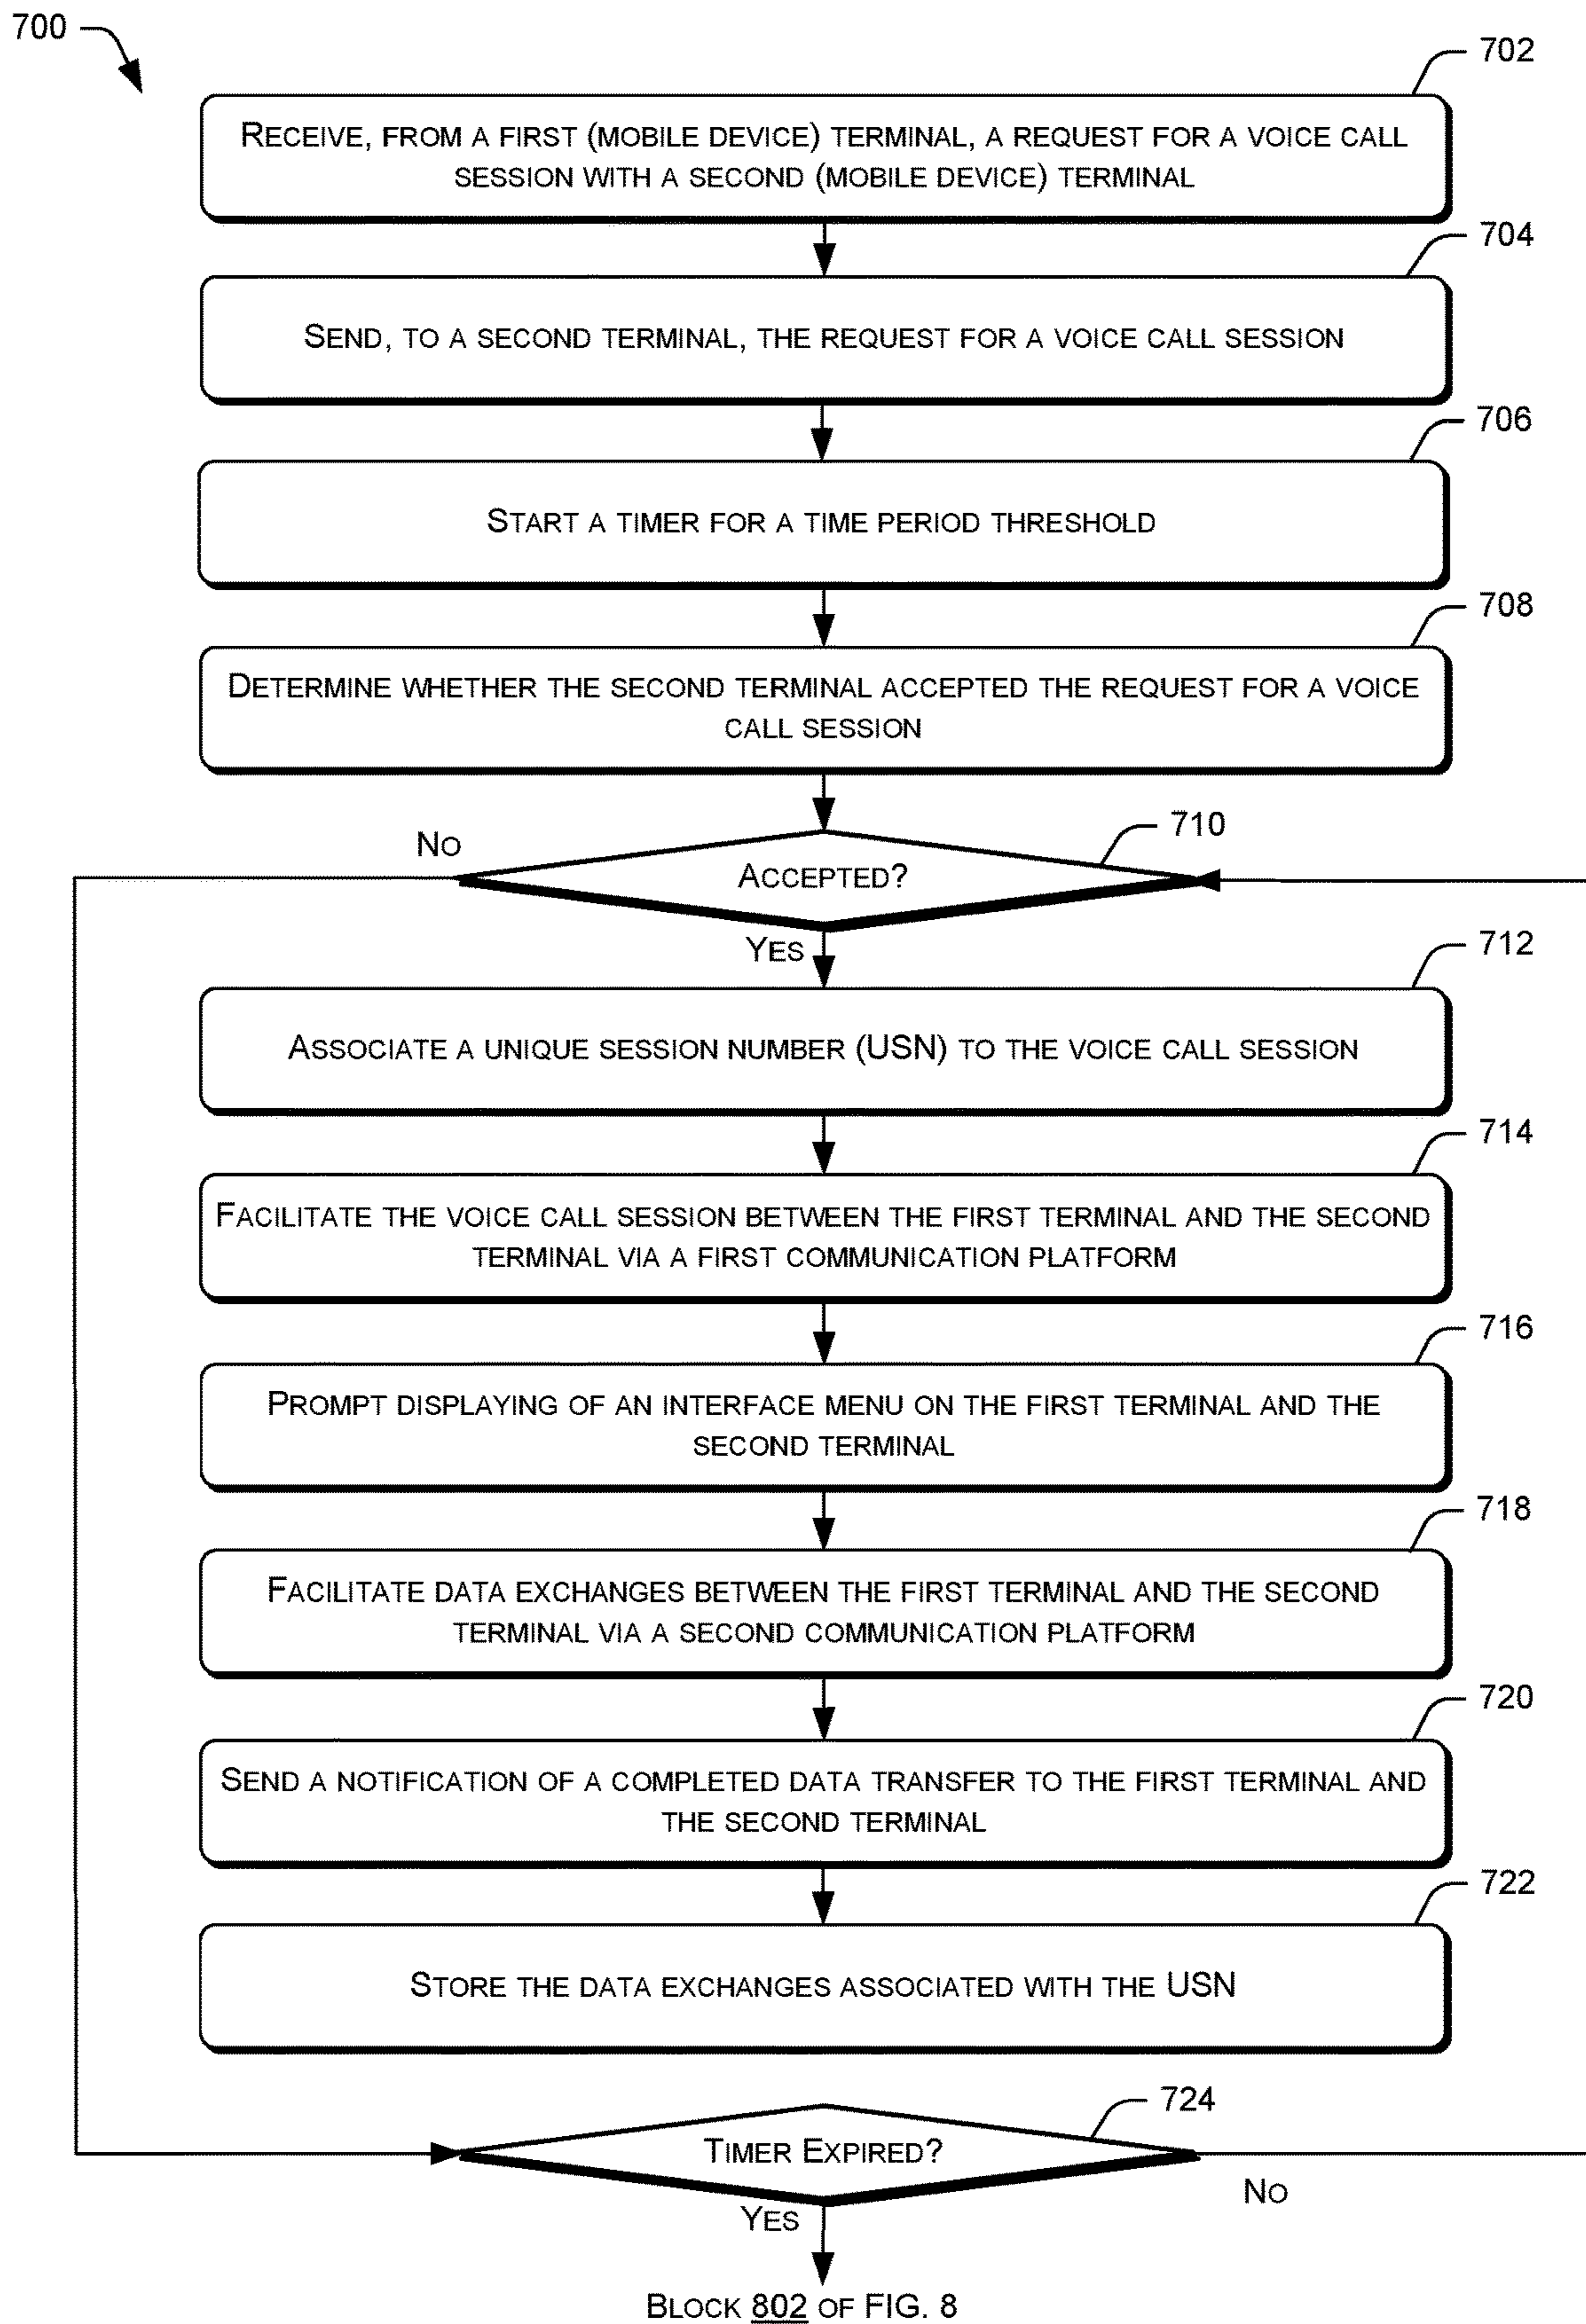 700
702
RECEIVE, FROM A FIRST (MOBILE DEVICE) TERMINAL, A REQUEST FOR A VOICE CALL
SESSION WITH A SECOND (MOBILE DEVICE) TERMINAL
704
SEND, TO A SECOND TERMINAL, THE REQUEST FOR A VOICE CALL SESSION
706
START A TIMER FOR A TIME PERIOD THRESHOLD
708
DETERMINE WHETHER THE SECOND TERMINAL ACCEPTED THE REQUEST FOR A VOICE
CALL SESSION
710
NO
ACCEPTED?
YES
712
ASSOCIATE A UNIQUE SESSION NUMBER (USN) TO THE VOICE CALL SESSION
714
FACILITATE THE VOICE CALL SESSION BETWEEN THE FIRST TERMINAL AND THE SECOND
TERMINAL VIA A FIRST COMMUNICATION PLATFORM
716
PROMPT DISPLAYING OF AN INTERFACE MENU ON THE FIRST TERMINAL AND THE
SECOND TERMINAL
718
FACILITATE DATA EXCHANGES BETWEEN THE FIRST TERMINAL AND THE SECOND
TERMINAL VIA A SECOND COMMUNICATION PLATFORM
720
SEND A NOTIFICATION OF A COMPLETED DATA TRANSFER TO THE FIRST TERMINAL AND
THE SECOND TERMINAL
722
STORE THE DATA EXCHANGES ASSOCIATED WITH THE USN
724
TIMER EXPIRED?
NO
YES
BLOCK 802 OF FIG. 8